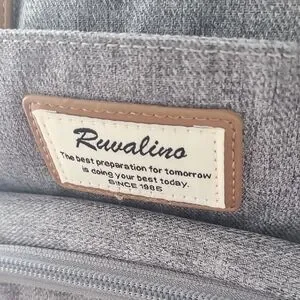 Ruvalino
The best preparation for tomorrow
is doing your best today.
SINCE 1985